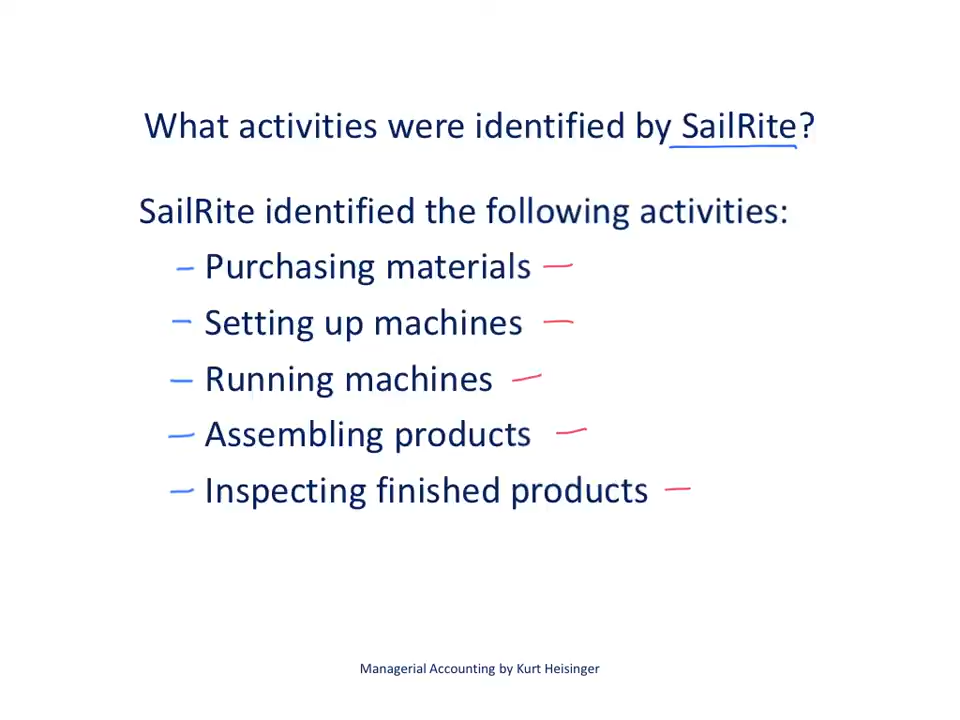 What activities were identified by SailRite?
SailRite identified the following activities:
Purchasing materials
Setting up machines
Running machines
Assembling products
Inspecting finished products
Managerial Accounting by Kurt Heisinger